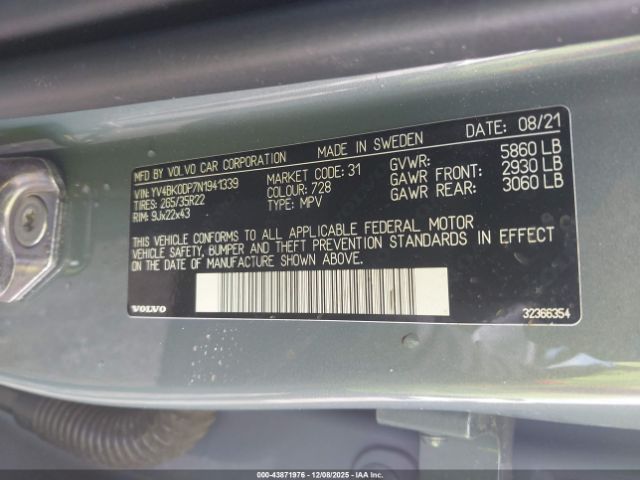 MFD BY VOLVO CAR CORPORATION MADE IN SWEDEN DATE: 08/21
VIN: YV4BK0DP7N1941339 MARKET CODE: 31 GVWR: 5860 LB
TIRES: 265/35R22 COLOUR: 728 GAWR FRONT: 2930 LB
RIM: 9Jx22x43 TYPE: MPV GAWR REAR: 3060 LB
THIS VEHICLE CONFORMS TO ALL APPLICABLE FEDERAL MOTOR
VEHICLE SAFETY, BUMPER AND THEFT PREVENTION STANDARDS IN EFFECT
ON THE DATE OF MANUFACTURE SHOWN ABOVE.
VOLVO 32366354
000-43871976 | 12/08/2025 - IAA Inc.